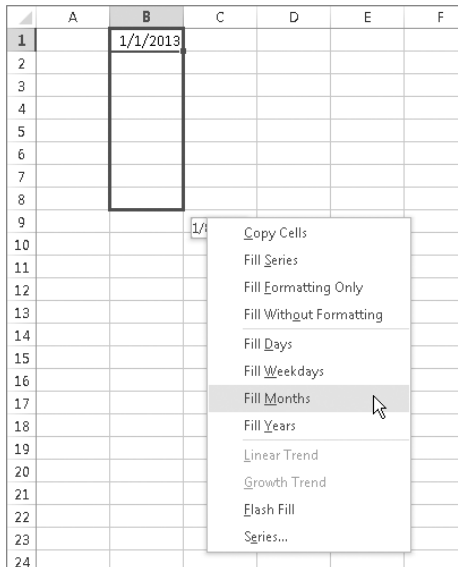 A B C D E F
1 1/1/2013
2
3
4
5
6
7
8
9 1/
10 Copy Cells
11 Fill Series
12 Fill Formatting Only
13 Fill Without Formatting
14 Fill Days
15 Fill Weekdays
16
17 Fill Months
18 Fill Years
19 Linear Trend
20 Growth Trend
21
22 Flash Fill
23 Series...
24